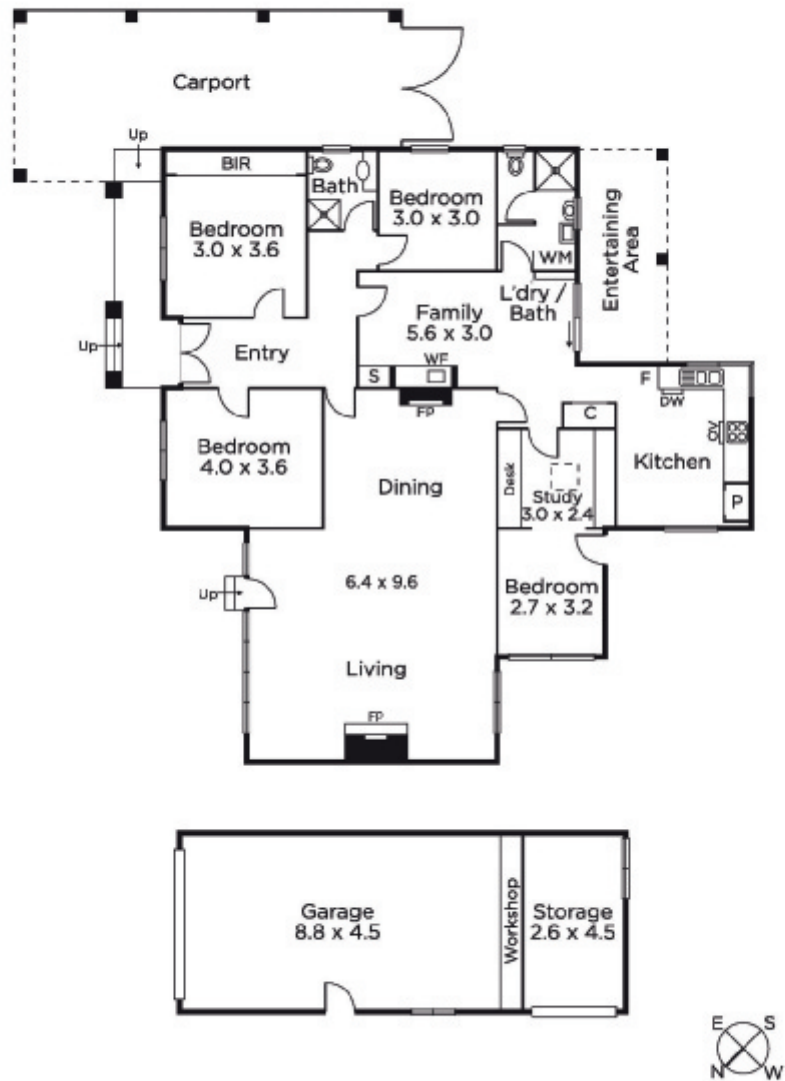 Carport
Up
BIR
Bath
Bedroom
3.0 x 3.6
Bedroom
3.0 x 3.0
WM
L'dry /
Bath
Entertaining
Area
Up
Entry
Family
5.6 x 3.0
S
WF
FP
Bedroom
4.0 x 3.6
Dining
C
F
DW
OV
Kitchen
P
Desk
Study
3.0 x 2.4
Up
6.4 x 9.6
Bedroom
2.7 x 3.2
Living
FP
Garage
8.8 x 4.5
Workshop
Storage
2.6 x 4.5
E
S
N
W